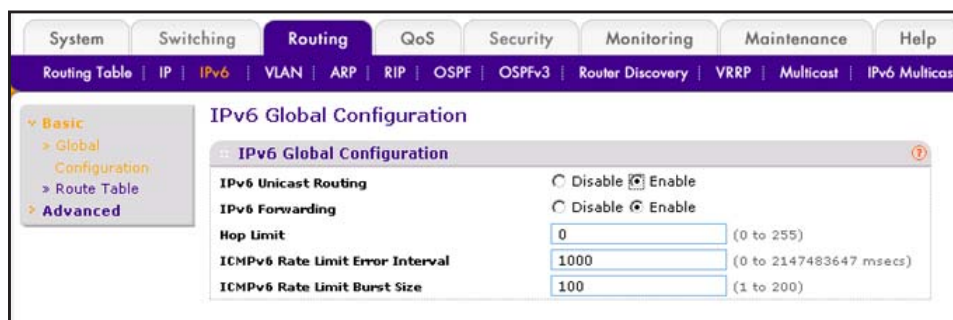 System Switching Routing QoS Security Monitoring Maintenance Help
Routing Table | IP | IPv6 | VLAN | ARP | RIP | OSPF | OSPFv3 | Router Discovery | VRRP | Multicast | IPv6 Multicas
Basic
» Global
Configuration
» Route Table
Advanced
IPv6 Global Configuration
IPv6 Global Configuration ?
IPv6 Unicast Routing Disable Enable
IPv6 Forwarding Disable Enable
Hop Limit 0 (0 to 255)
ICMPv6 Rate Limit Error Interval 1000 (0 to 2147483647 msecs)
ICMPv6 Rate Limit Burst Size 100 (1 to 200)